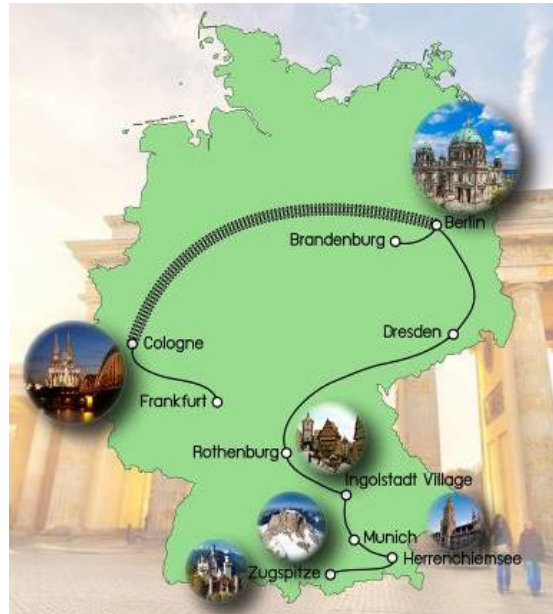 Berlin
Brandenburg
Dresden
Cologne
Frankfurt
Rothenburg
Ingolstadt Village
Munich
Herrenchiemsee
Zugspitze